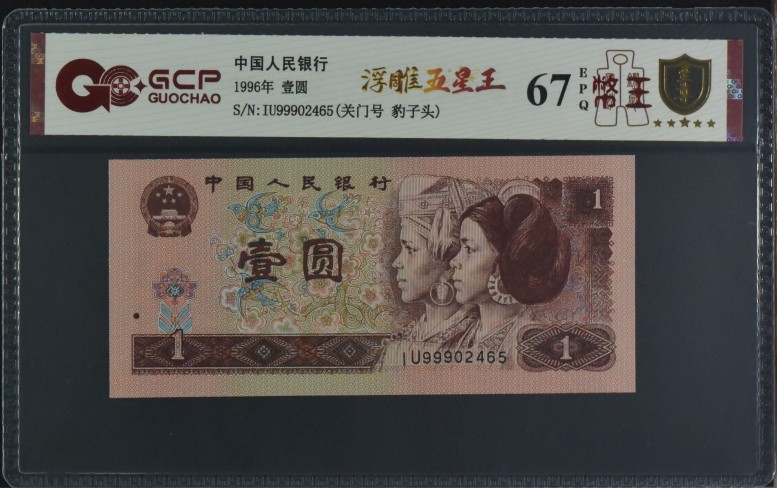 GCP
GUOCHAO
中国人民银行
1996年 壹圆
S/N:IU99902465(关门号 豹子头)
浮雕五星王
67
EPQ
中国人民银行
1
壹圆
1
IU99902465
1